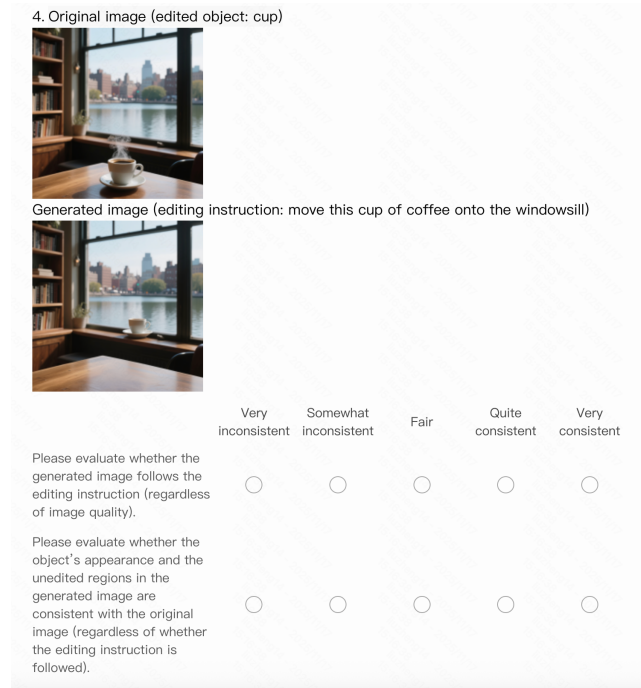 4. Original image (edited object: cup)
Generated image (editing instruction: move this cup of coffee onto the windowsill)
Very inconsistent
Somewhat inconsistent
Fair
Quite consistent
Very consistent
Please evaluate whether the
generated image follows the
editing instruction (regardless
of image quality).
Please evaluate whether the
object's appearance and the
unedited regions in the
generated image are
consistent with the original
image (regardless of whether
the editing instruction is
followed).